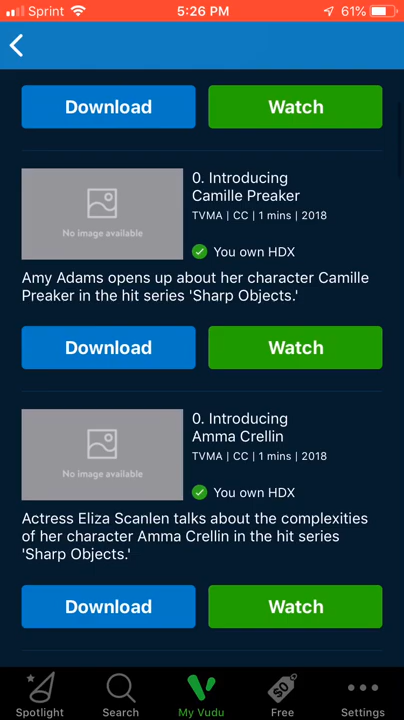 Sprint 5:26 PM 61%
Download Watch
No image available
0. Introducing
Camille Preaker
TVMA | CC | 1 mins | 2018
You own HDX
Amy Adams opens up about her character Camille
Preaker in the hit series 'Sharp Objects.'
Download Watch
No image available
0. Introducing
Amma Crellin
TVMA | CC | 1 mins | 2018
You own HDX
Actress Eliza Scanlen talks about the complexities
of her character Amma Crellin in the hit series
'Sharp Objects.'
Download Watch
$0
Spotlight Search My Vudu Free Settings